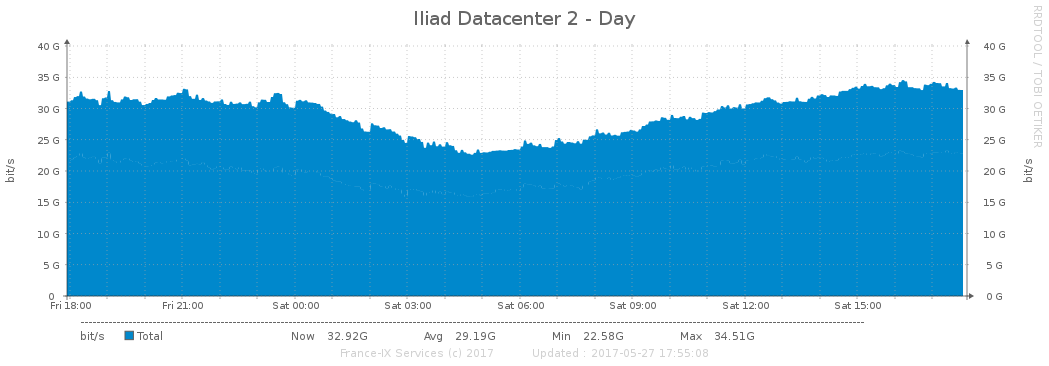 Iliad Datacenter 2 - Day
RRDTOOL / TOBI OETIKER
bit/s
40 G 40 G
35 G 35 G
30 G 30 G
25 G 25 G
20 G 20 G
15 G 15 G
10 G 10 G
5 G 5 G
0 0 G
bit/s
Fri 18:00 Fri 21:00 Sat 00:00 Sat 03:00 Sat 06:00 Sat 09:00 Sat 12:00 Sat 15:00
bit/s Total Now 32.92G Avg 29.19G Min 22.58G Max 34.51G
France-IX Services (c) 2017 Updated : 2017-05-27 17:55:08